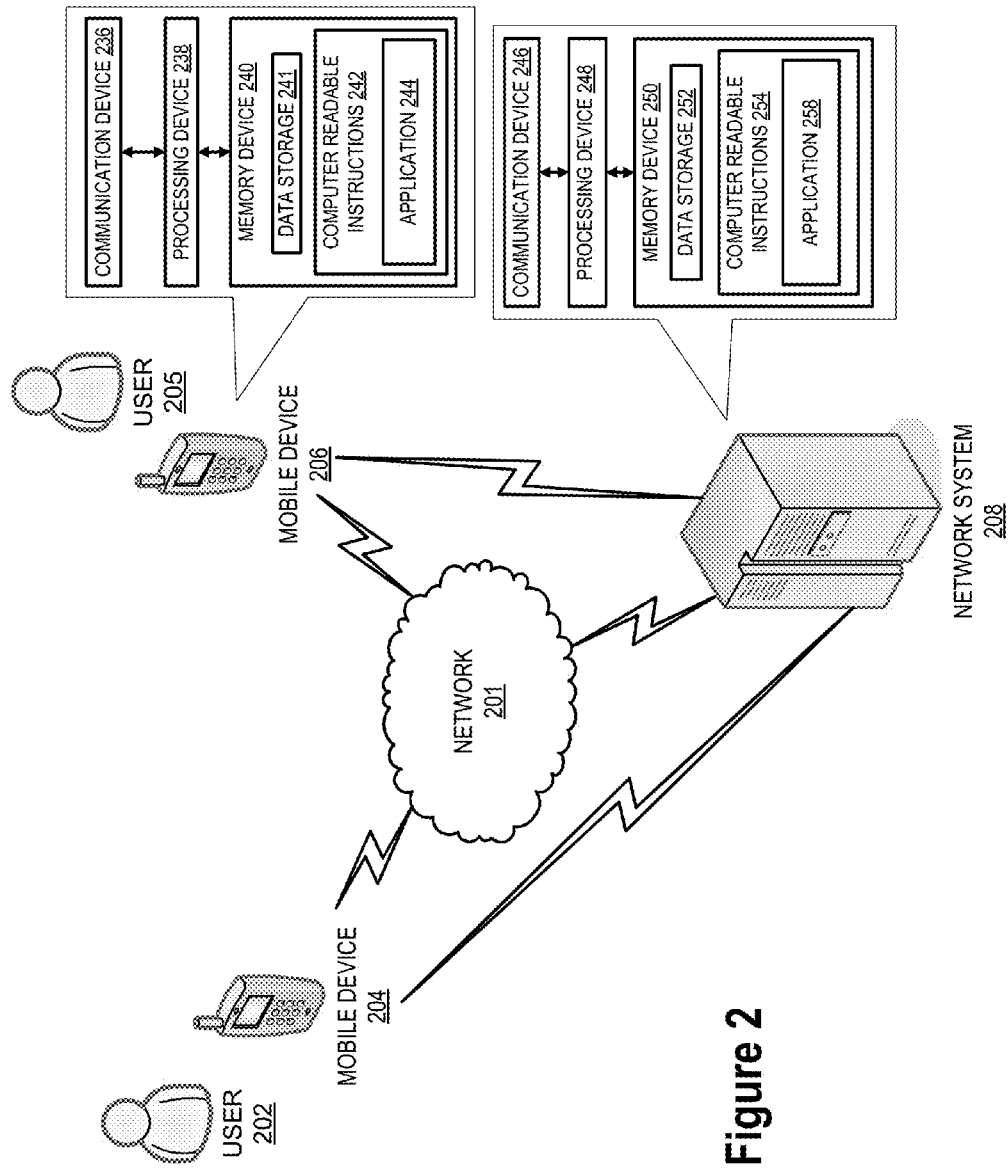 USER
202
MOBILE DEVICE
204
NETWORK
201
USER
205
MOBILE DEVICE
206
NETWORK SYSTEM
208
COMMUNICATION DEVICE 236
PROCESSING DEVICE 238
MEMORY DEVICE 240
DATA STORAGE 241
COMPUTER READABLE
INSTRUCTIONS 242
APPLICATION 244
COMMUNICATION DEVICE 246
PROCESSING DEVICE 248
MEMORY DEVICE 250
DATA STORAGE 252
COMPUTER READABLE
INSTRUCTIONS 254
APPLICATION 258
Figure 2